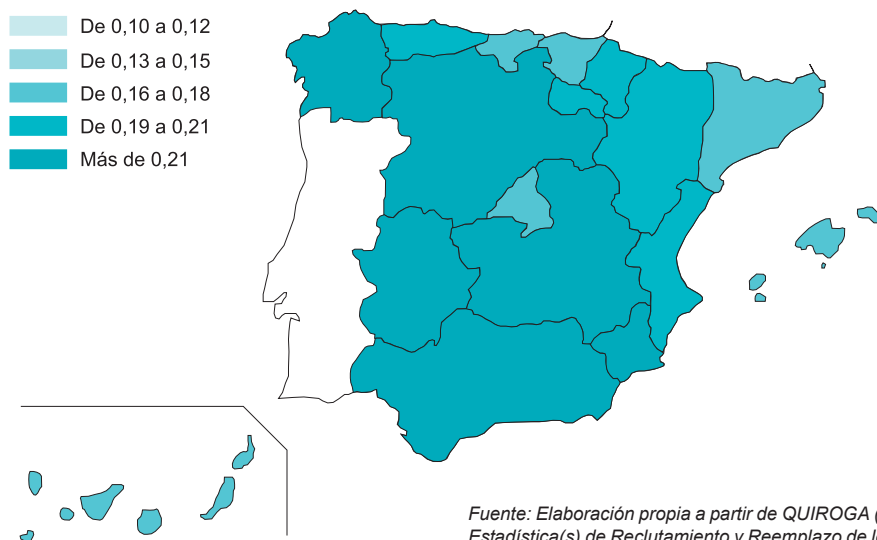 De 0,10 a 0,12
De 0,13 a 0,15
De 0,16 a 0,18
De 0,19 a 0,21
Más de 0,21
Fuente: Elaboración propia a partir de QUIROGA (
Estadística(s) de Reclutamiento y Reemplazo de